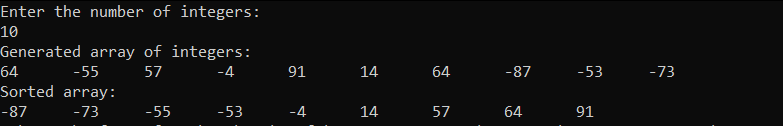 Enter the number of integers:
10
Generated array of integers:
64 -55 57 -4 91 14 64 -87 -53 -73
Sorted array:
-87 -73 -55 -53 -4 14 57 64 91